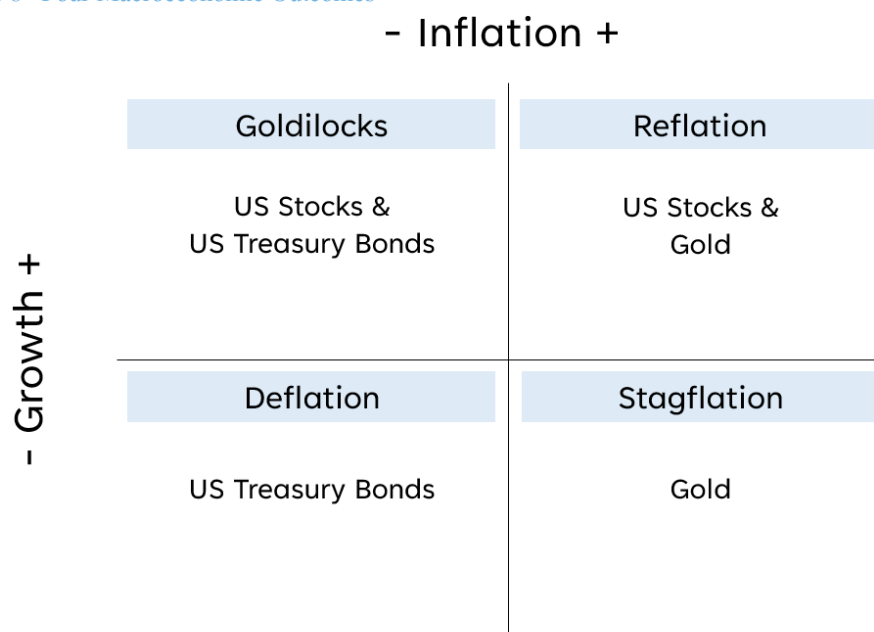 - Inflation +
Goldilocks
Reflation
US Stocks &
US Treasury Bonds
US Stocks &
Gold
- Growth +
Deflation
Stagflation
US Treasury Bonds
Gold